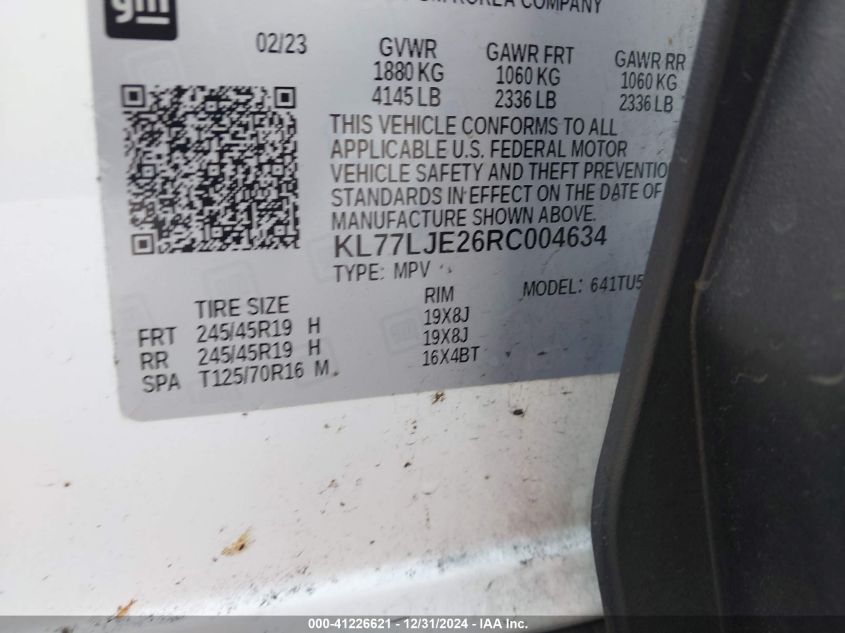 gm
GM KOREA COMPANY
02/23 GVWR GAWR FRT GAWR RR
1880 KG 1060 KG 1060 KG
4145 LB 2336 LB 2336 LB
THIS VEHICLE CONFORMS TO ALL
APPLICABLE U.S. FEDERAL MOTOR
VEHICLE SAFETY AND THEFT PREVENTIO
STANDARDS IN EFFECT ON THE DATE OF
MANUFACTURE SHOWN ABOVE.
KL77LJE26RC004634
TYPE: MPV
MODEL: 641TU5
TIRE SIZE RIM
FRT 245/45R19 H 19X8J
RR 245/45R19 H 19X8J
SPA T125/70R16 M 16X4BT
000-41226621 - 12/31/2024 - IAA Inc.